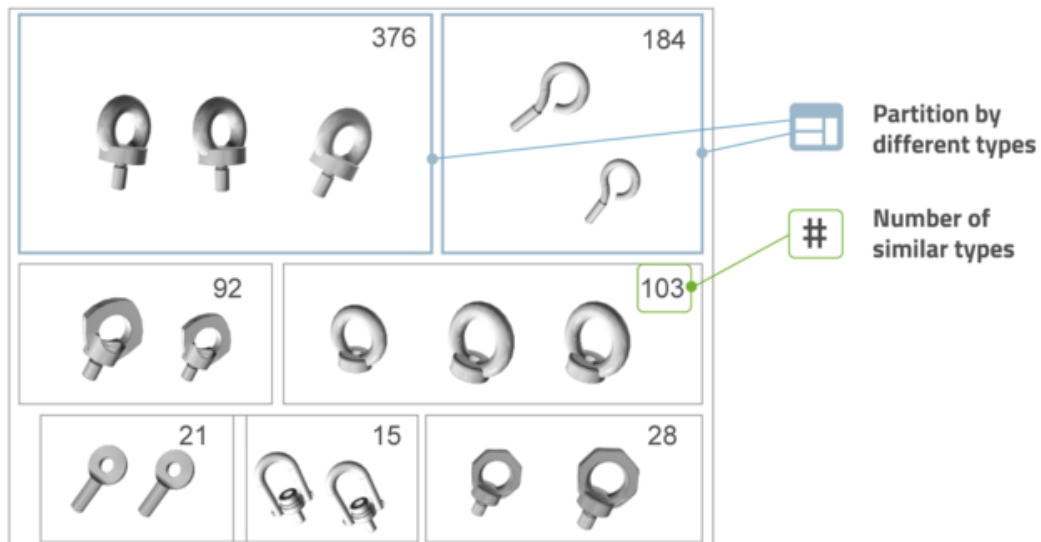 376
184
Partition by
different types
#
Number of
similar types
92
103
21
15
28